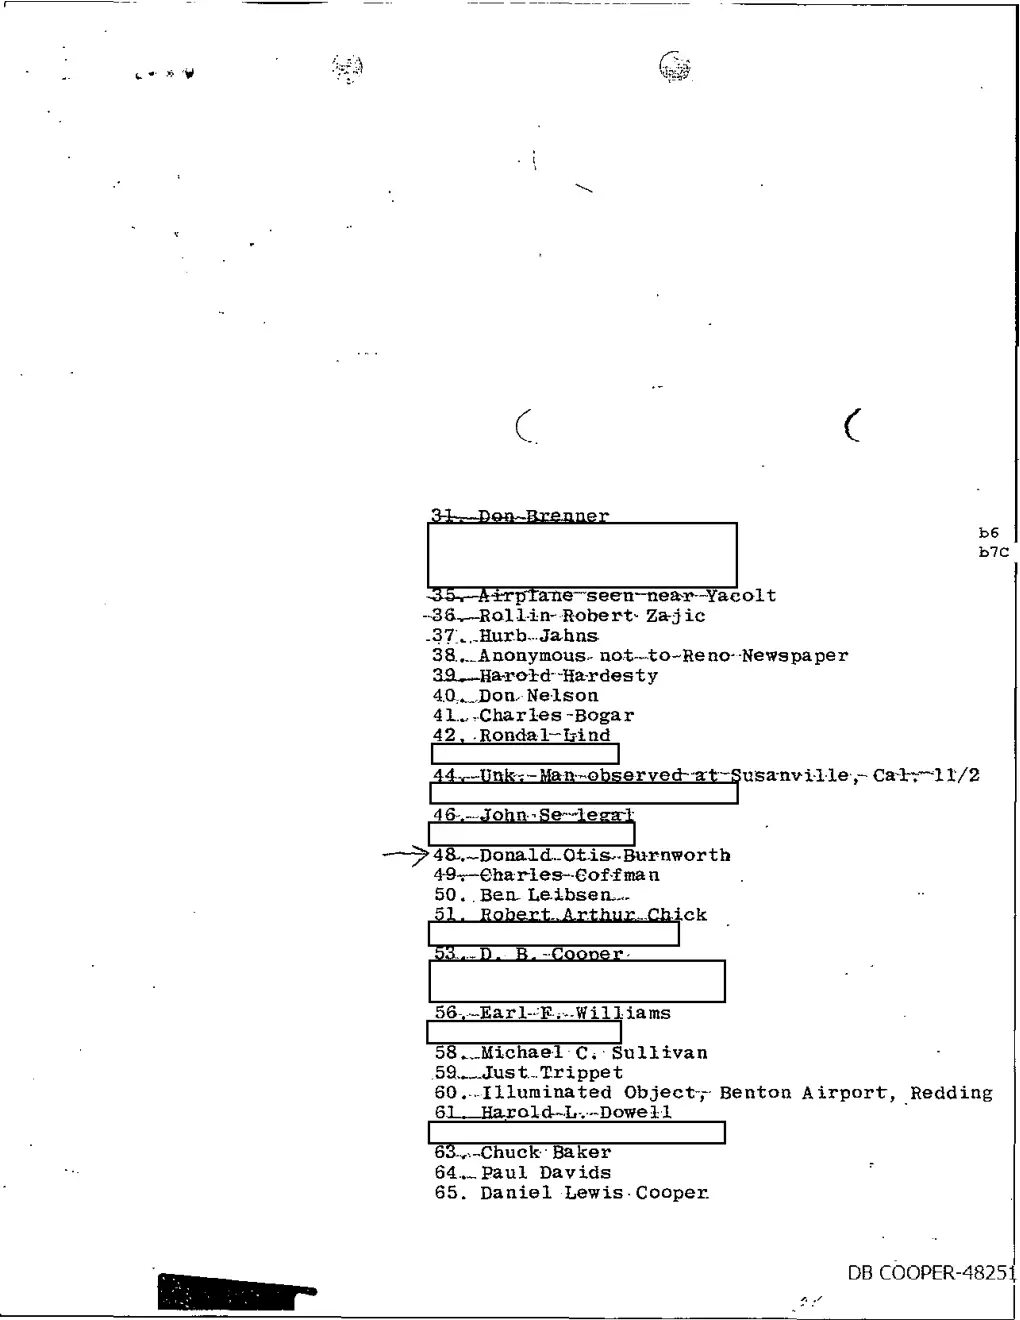 31. Don Brenner
b6
b7C
35. Airplane seen near Yacolt
36. Rollin Robert Zajic
37. Hurb Jahns
38. Anonymous not to Reno Newspaper
39. Harold Hardesty
40. Don Nelson
41. Charles Bogar
42. Rondal Lind
44. Unk. Man observed at Susanville, Cal. 11/2
46. John Se legal
48. Donald Otis Burnworth
49. Charles Coffman
50. Ben Leibsen
51. Robert Arthur Chick
53. D. B. Cooper
56. Earl F. Williams
58. Michael C. Sullivan
59. Just Trippet
60. Illuminated Object, Benton Airport, Redding
61. Harold L. Dowell
63. Chuck Baker
64. Paul Davids
65. Daniel Lewis Cooper
DB COOPER-48251